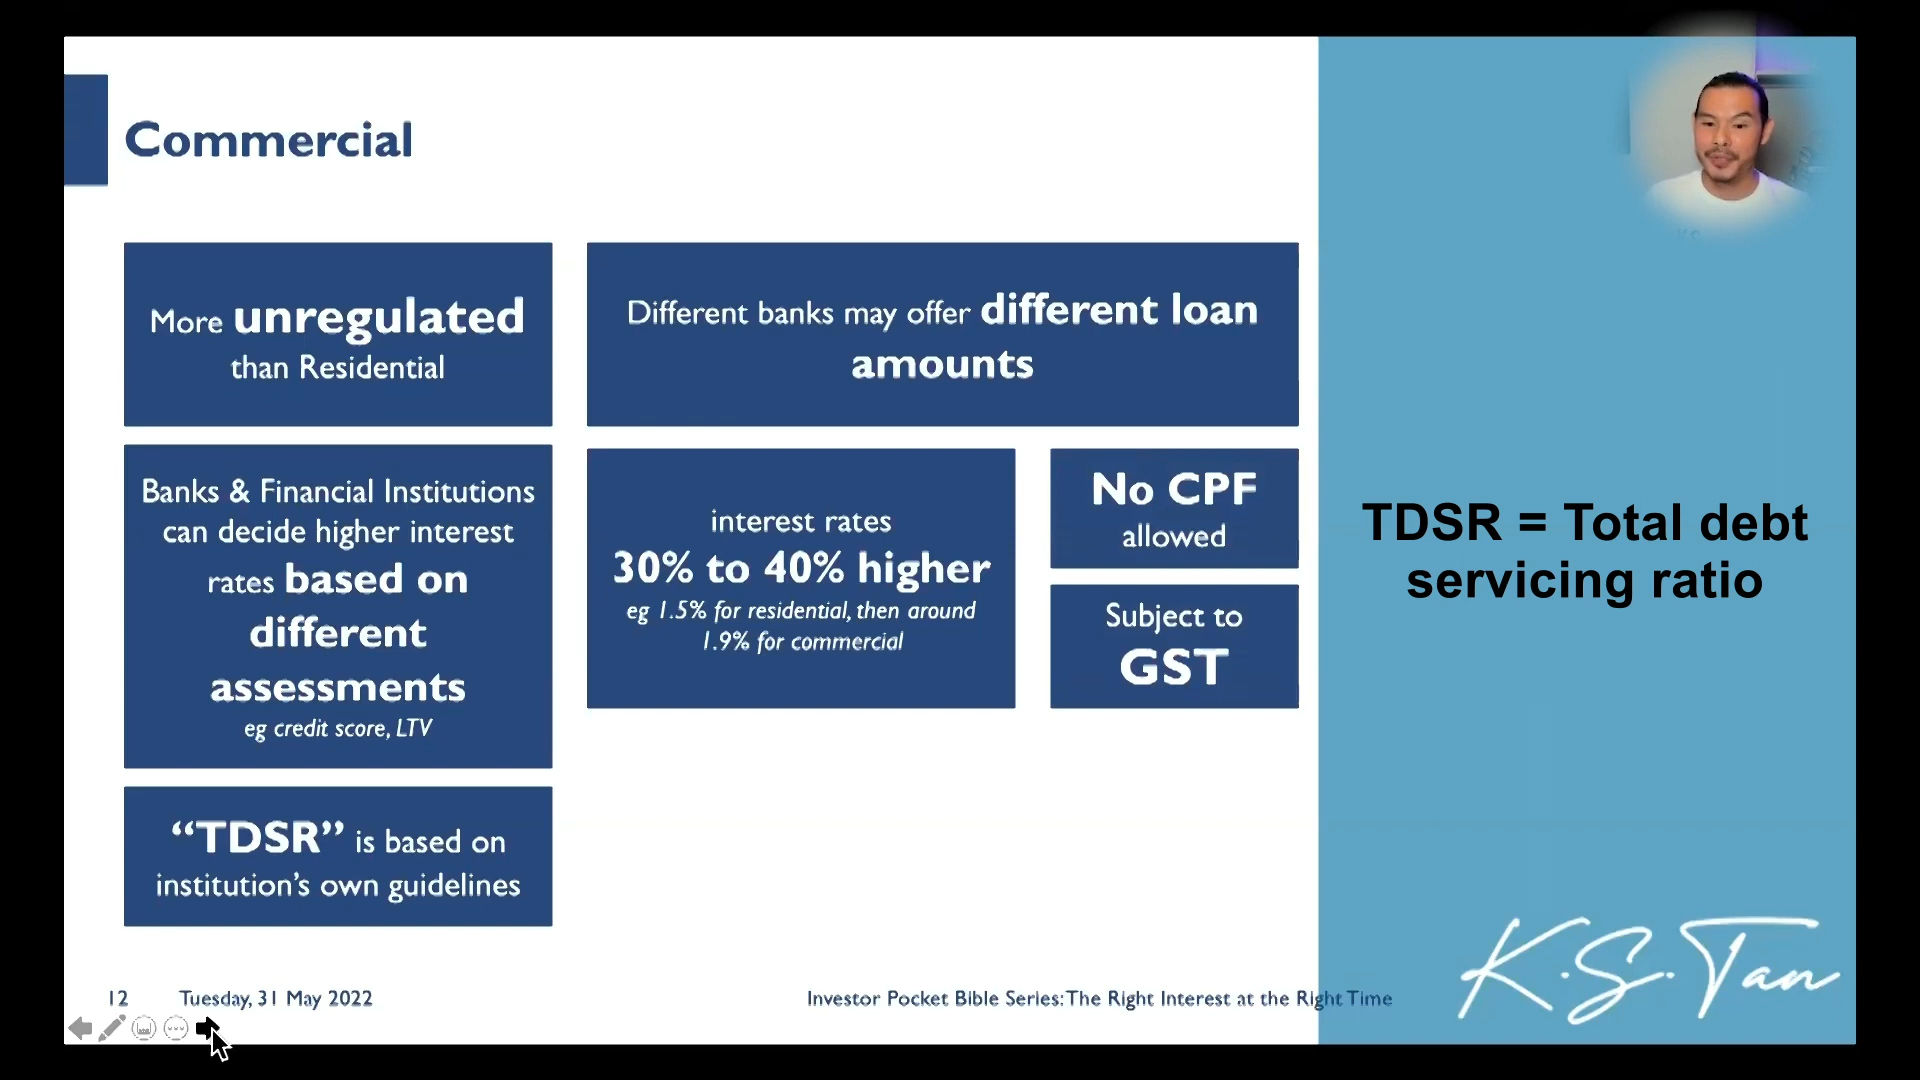 Commercial
More unregulated
than Residential
Different banks may offer different loan
amounts
Banks & Financial Institutions
can decide higher interest
rates based on
different
assessments
eg credit score, LTV
interest rates
30% to 40% higher
eg 1.5% for residential, then around
1.9% for commercial
No CPF
allowed
Subject to
GST
“TDSR” is based on
institution’s own guidelines
TDSR = Total debt
servicing ratio
K.S.Tan
12 Tuesday, 31 May 2022 Investor Pocket Bible Series: The Right Interest at the Right Time